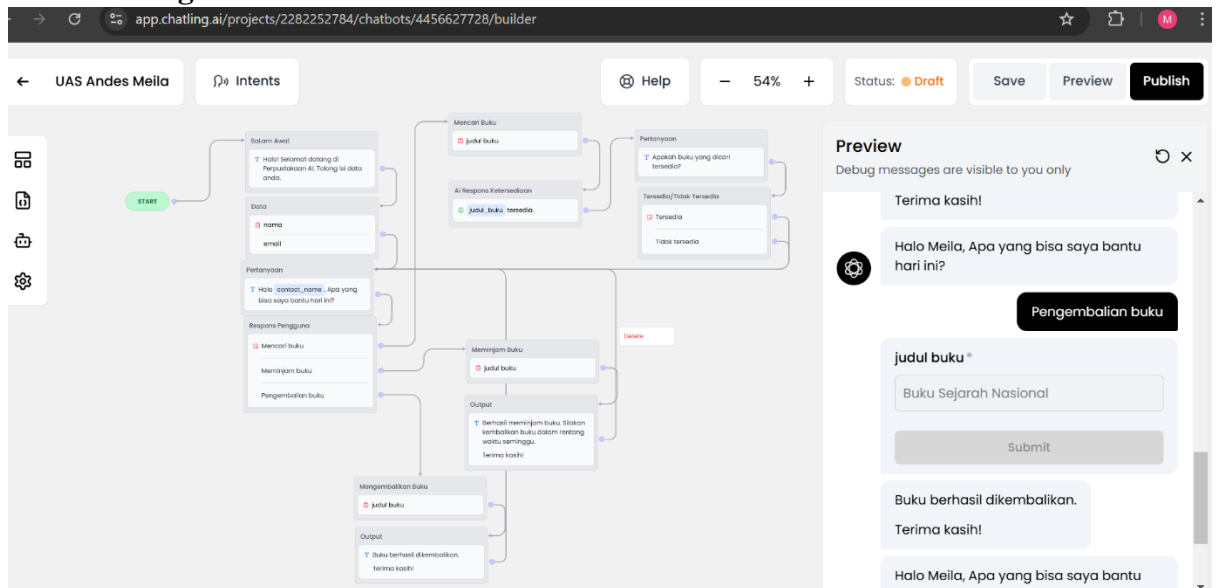 app.chatling.ai/projects/2282252784/chatbots/4456627728/builder
M
UAS Andes Meila
Intents
Help
54%
Status: Draft
Save
Preview
Publish
START
Salam Awal
Halo! Selamat datang di
Perpustakaan AI. Tolong isi data
anda.
Data
nama
email
Pertanyaan
Halo contact_name, Apa yang
bisa saya bantu hari ini?
Respons Pengguna
Mencari buku
Meminjam buku
Pengembalian buku
Mencari Buku
judul buku
AI Respons Ketersediaan
judul_buku tersedia.
Pertanyaan
Apakah buku yang dicari
tersedia?
Tersedia/Tidak Tersedia
Tersedia
Tidak tersedia
Delete
Meminjam Buku
judul buku
Output
Berhasil meminjam buku. Silakan
kembalikan buku dalam rentang
waktu seminggu.
Terima kasih!
Mengembalikan Buku
judul buku
Output
Buku berhasil dikembalikan.
Terima kasih!
Preview
Debug messages are visible to you only
Terima kasih!
Halo Meila, Apa yang bisa saya bantu
hari ini?
Pengembalian buku
judul buku *
Buku Sejarah Nasional
Submit
Buku berhasil dikembalikan.
Terima kasih!
Halo Meila, Apa yang bisa saya bantu